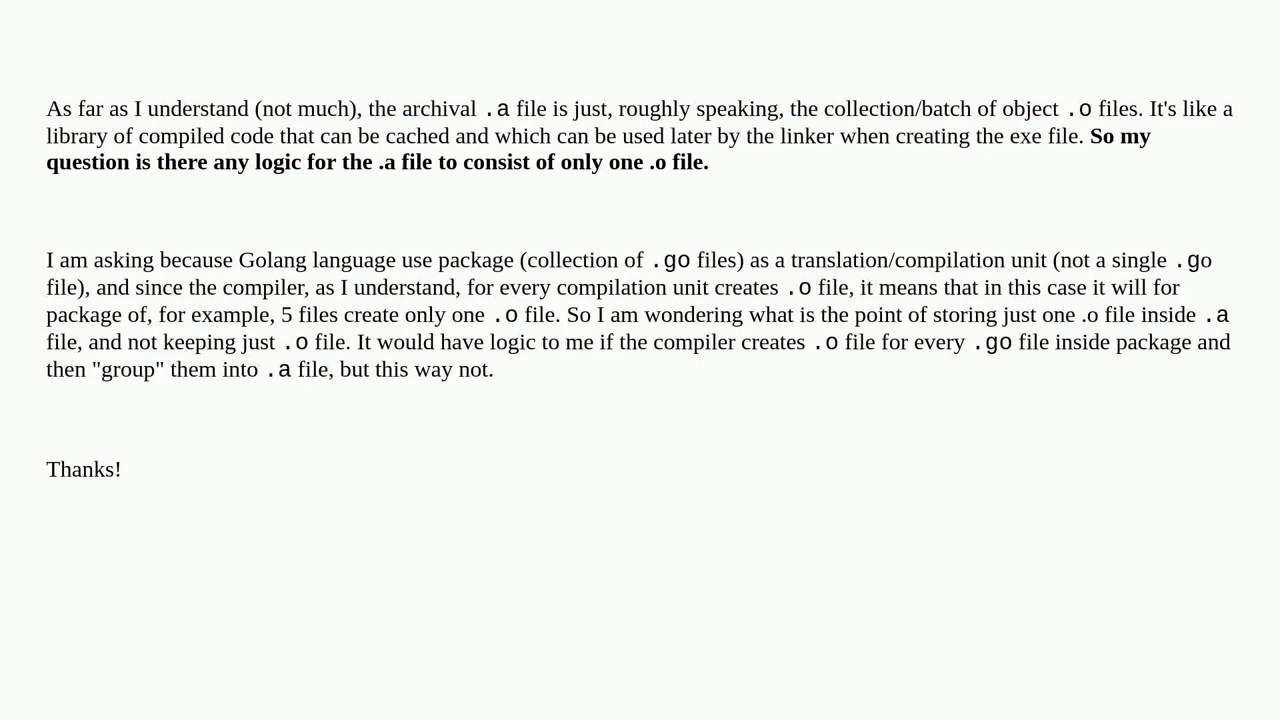 As far as I understand (not much), the archival .a file is just, roughly speaking, the collection/batch of object .o files. It's like a
library of compiled code that can be cached and which can be used later by the linker when creating the exe file. So my
question is there any logic for the .a file to consist of only one .o file.
I am asking because Golang language use package (collection of .go files) as a translation/compilation unit (not a single .go
file), and since the compiler, as I understand, for every compilation unit creates .o file, it means that in this case it will for
package of, for example, 5 files create only one .o file. So I am wondering what is the point of storing just one .o file inside .a
file, and not keeping just .o file. It would have logic to me if the compiler creates .o file for every .go file inside package and
then "group" them into .a file, but this way not.
Thanks!